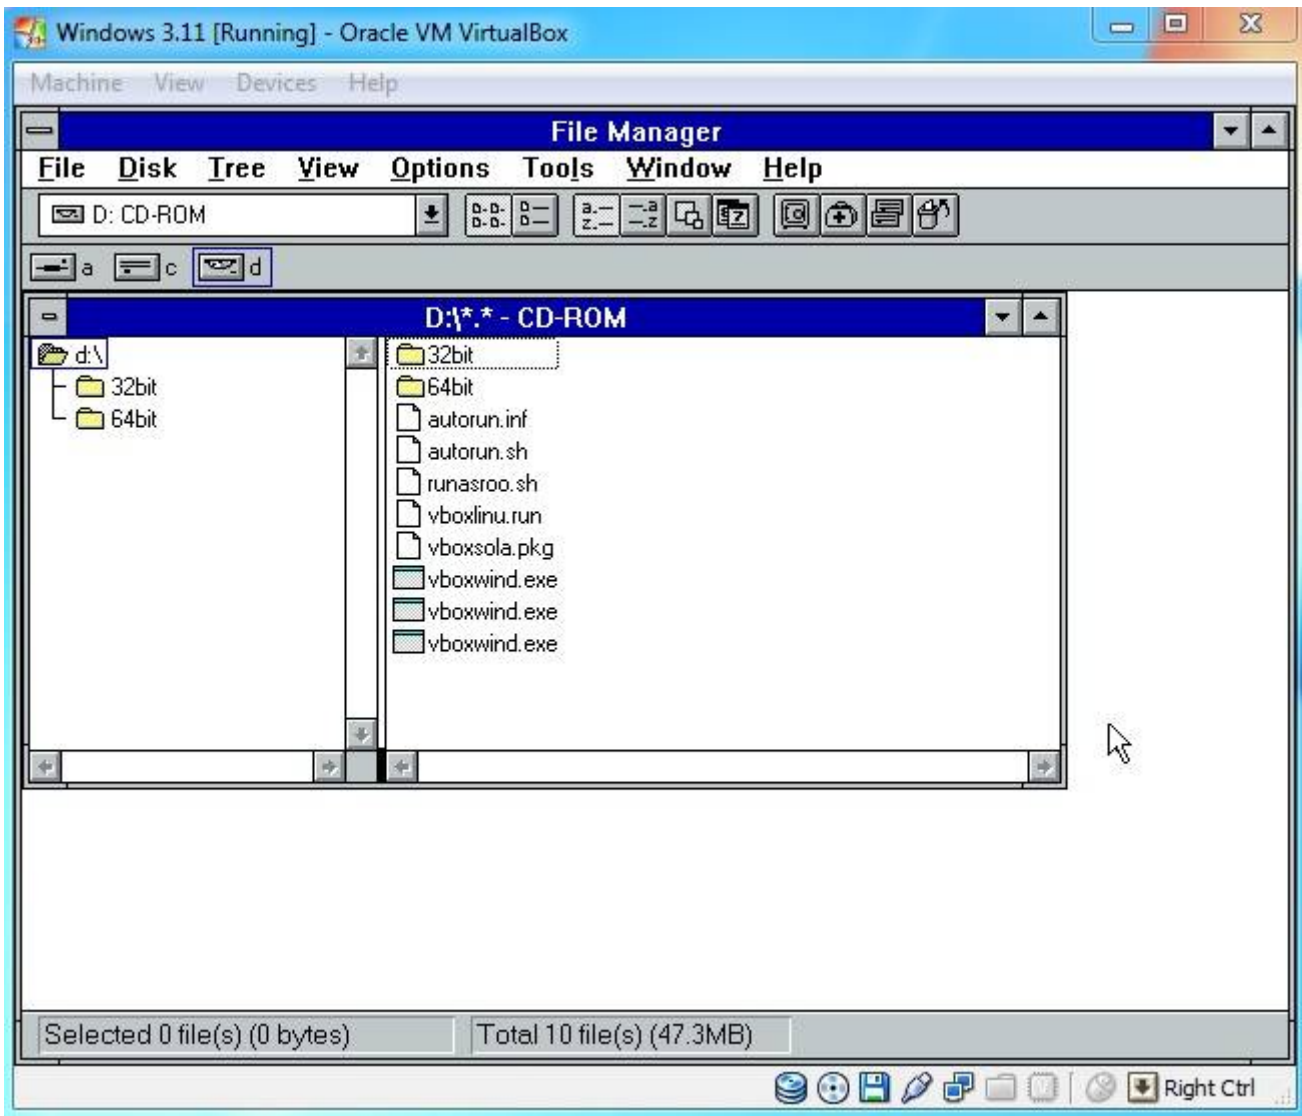 Windows 3.11 [Running] - Oracle VM VirtualBox
Machine View Devices Help
File Manager
File Disk Tree View Options Tools Window Help
D: CD-ROM
a c d
D:\*.* - CD-ROM
d:\
32bit
64bit
32bit
64bit
autorun.inf
autorun.sh
runasroo.sh
vboxlinu.run
vboxsola.pkg
vboxwind.exe
vboxwind.exe
vboxwind.exe
Selected 0 file(s) (0 bytes) Total 10 file(s) (47.3MB)
Right Ctrl